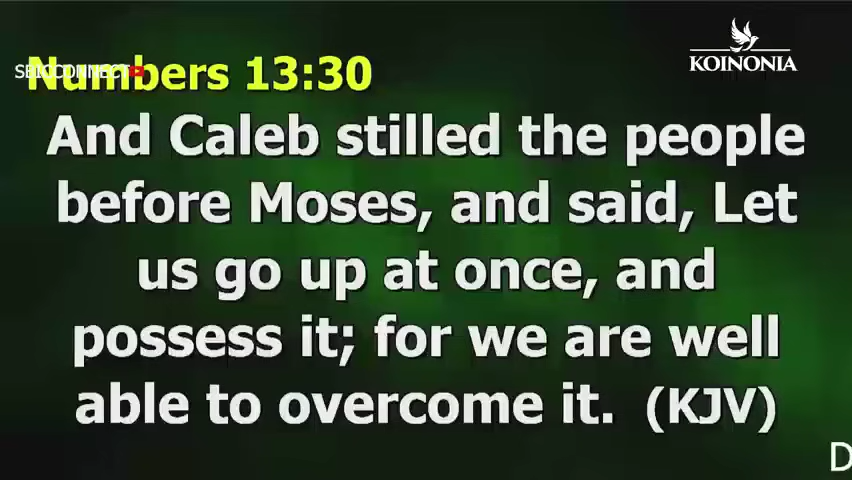 KOINONIA
SBICCONNECT
Numbers 13:30
And Caleb stilled the people
before Moses, and said, Let
us go up at once, and
possess it; for we are well
able to overcome it. (KJV)
D